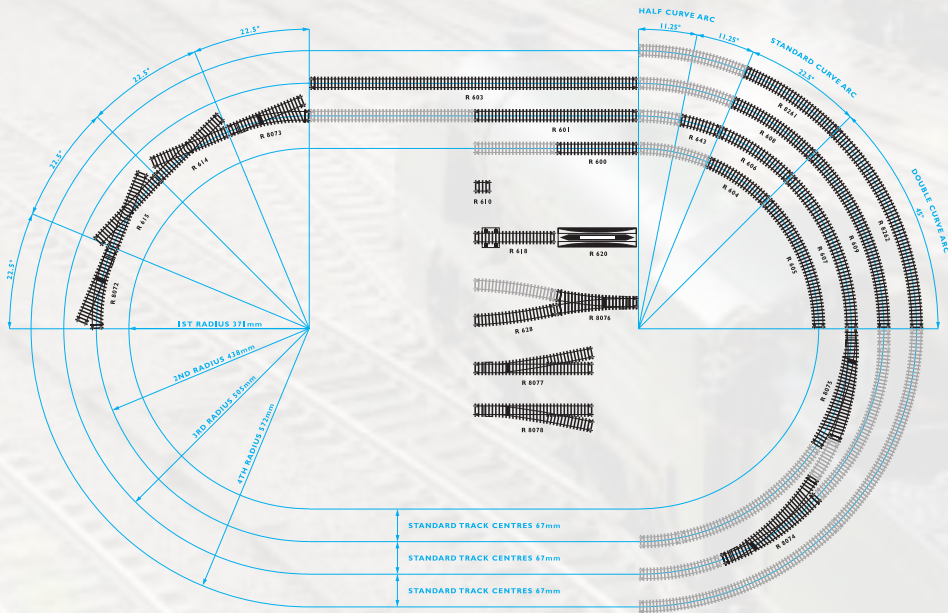 HALF CURVE ARC
11.25°
11.25°
STANDARD CURVE ARC
22.5°
DOUBLE CURVE ARC
45°
22.5°
22.5°
22.5°
22.5°
R 603
R 601
R 600
R 610
R 618
R 620
R 628
R 8076
R 8077
R 8078
R 8073
R 614
R 615
R 8072
R 8261
R 608
R 643
R 606
R 604
R 8262
R 609
R 607
R 605
R 8075
R 8074
1ST RADIUS 371mm
2ND RADIUS 438mm
3RD RADIUS 505mm
4TH RADIUS 572mm
STANDARD TRACK CENTRES 67mm
STANDARD TRACK CENTRES 67mm
STANDARD TRACK CENTRES 67mm